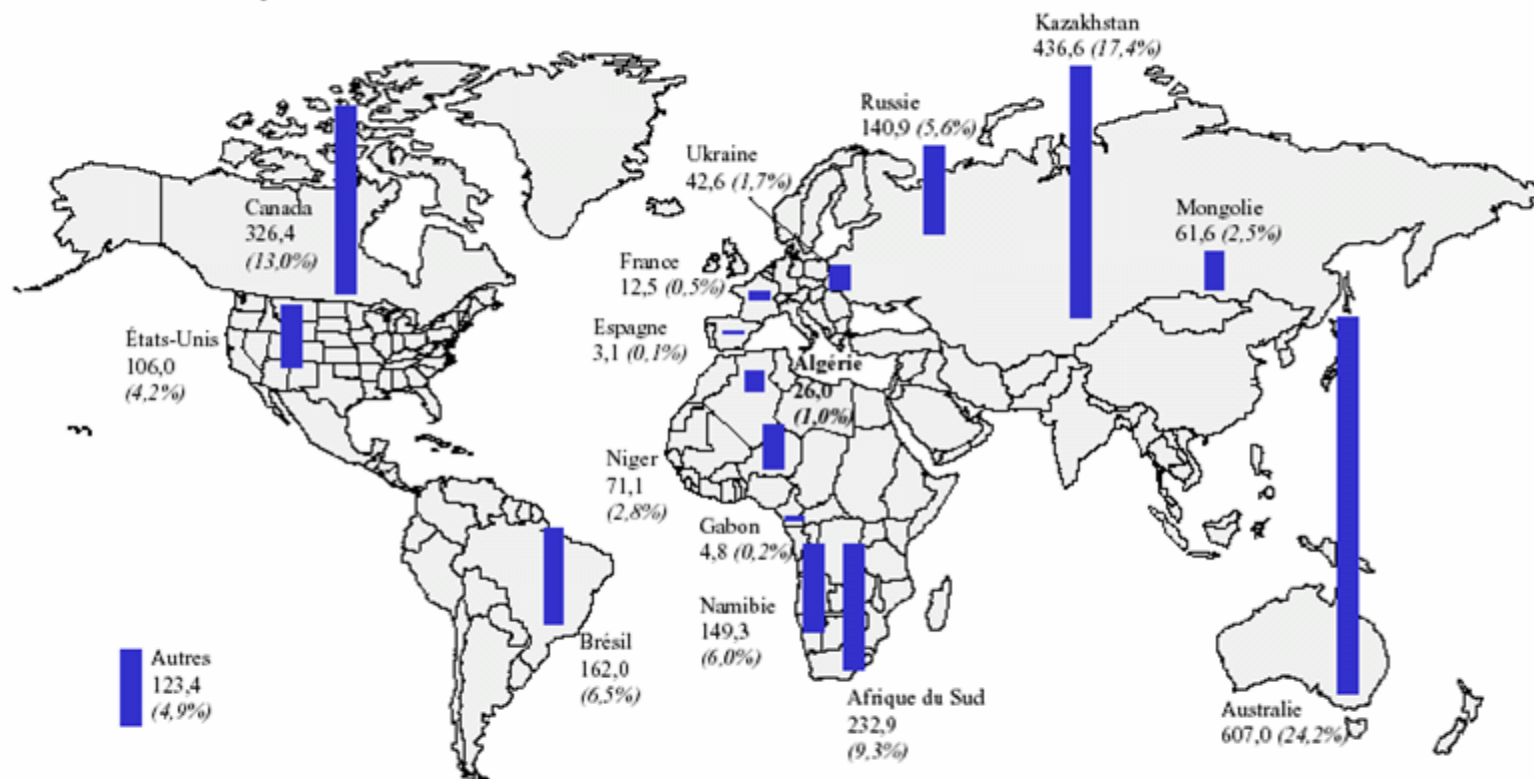 Kazakhstan
436,6 (17,4%)
Russie
140,9 (5,6%)
Ukraine
42,6 (1,7%)
Canada
326,4
(13,0%)
Mongolie
61,6 (2,5%)
France
12,5 (0,5%)
États-Unis
106,0
(4,2%)
Espagne
3,1 (0,1%)
Algérie
26,0
(1,0%)
Niger
71,1
(2,8%)
Gabon
4,8 (0,2%)
Namibie
149,3
(6,0%)
Brésil
162,0
(6,5%)
Autres
123,4
(4,9%)
Afrique du Sud
232,9
(9,3%)
Australie
607,0 (24,2%)